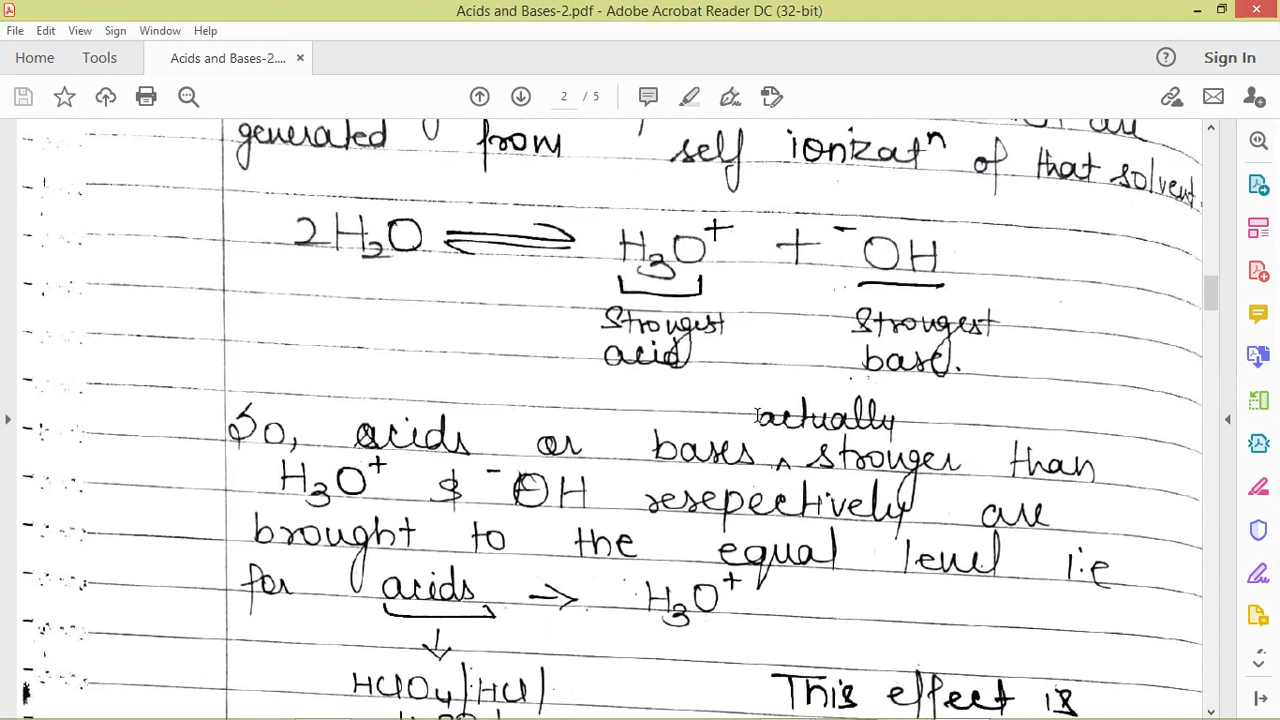 Acids and Bases-2.pdf - Adobe Acrobat Reader DC (32-bit)
File Edit View Sign Window Help
Home Tools Acids and Bases-2.... × Sign In
2 / 5
are
generated from self ionizatⁿ of that solvent.
2H₂O ⇌ H₃O⁺ + ⁻OH
Strongest Strongest
acid base.
actually
So, acids or bases ^ stronger than
H₃O⁺ & ⁻OH resepectively are
brought to the equal level i.e
for acids → H₃O⁺
↓
HClO₄/HCl/ This effect is